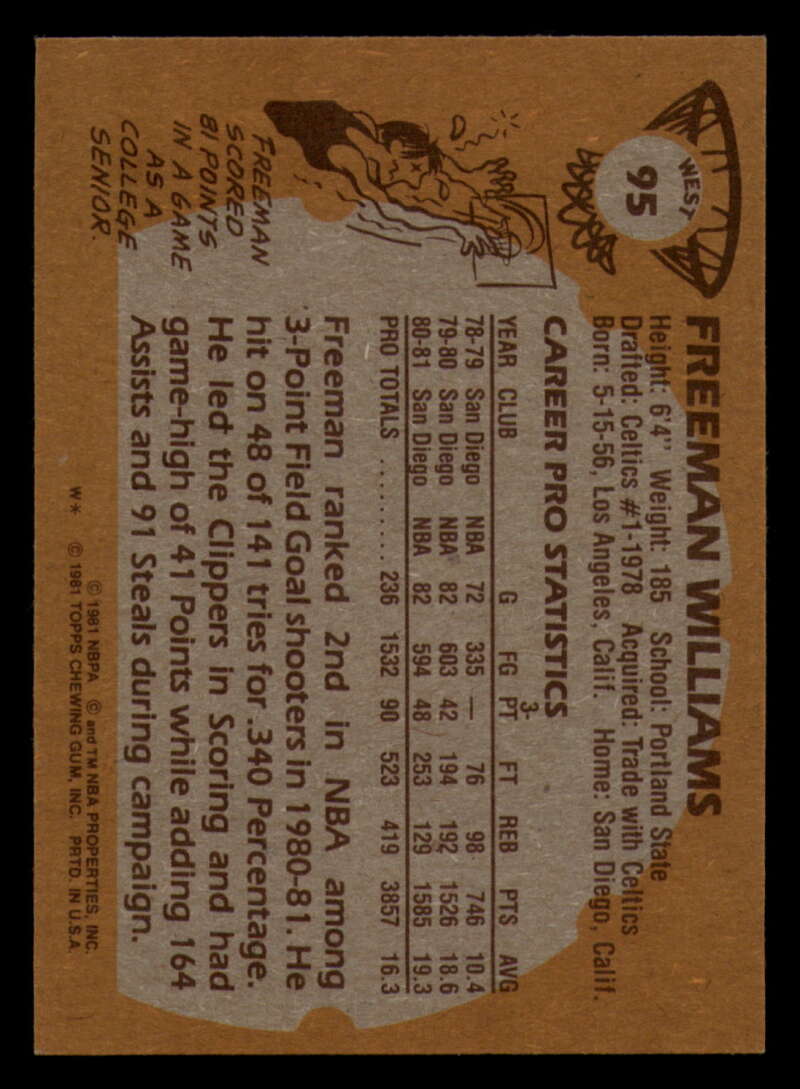 WEST
95
FREEMAN WILLIAMS
Height: 6'4" Weight: 185 School: Portland State
Drafted: Celtics #1-1978 Acquired: Trade with Celtics
Born: 5-15-56, Los Angeles, Calif. Home: San Diego, Calif.
CAREER PRO STATISTICS
YEAR CLUB G FG 3-PT FT REB PTS AVG
78-79 San Diego NBA 72 335 — 76 98 746 10.4
79-80 San Diego NBA 82 603 42 194 192 1526 18.6
80-81 San Diego NBA 82 594 48 253 129 1585 19.3
PRO TOTALS .......... 236 1532 90 523 419 3857 16.3
FREEMAN
SCORED
81 POINTS
IN A GAME
AS A
COLLEGE
SENIOR.
Freeman ranked 2nd in NBA among
3-Point Field Goal shooters in 1980-81. He
hit on 48 of 141 tries for .340 Percentage.
He led the Clippers in Scoring and had
game-high of 41 Points while adding 164
Assists and 91 Steals during campaign.
© 1981 NBPA © and TM NBA PROPERTIES, INC.
W* © 1981 TOPPS CHEWING GUM, INC. PRTD. IN U.S.A.